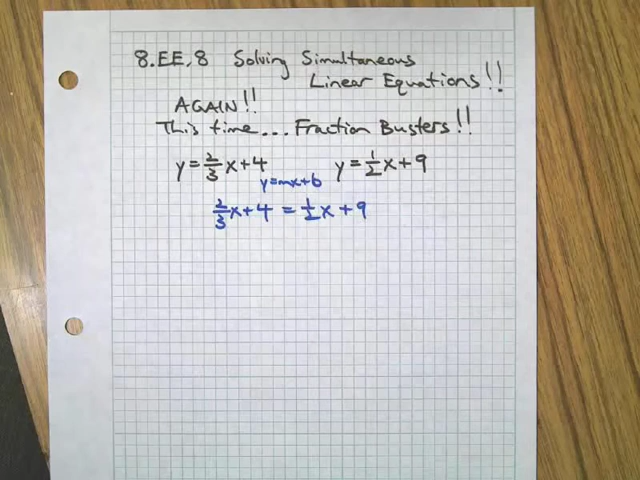 8.EE.8 Solving Simultaneous
Linear Equations!!
AGAIN!!
This time... Fraction Busters!!
y=2/3x+4 y=1/2x+9
y=mx+b
2/3x+4=1/2x+9